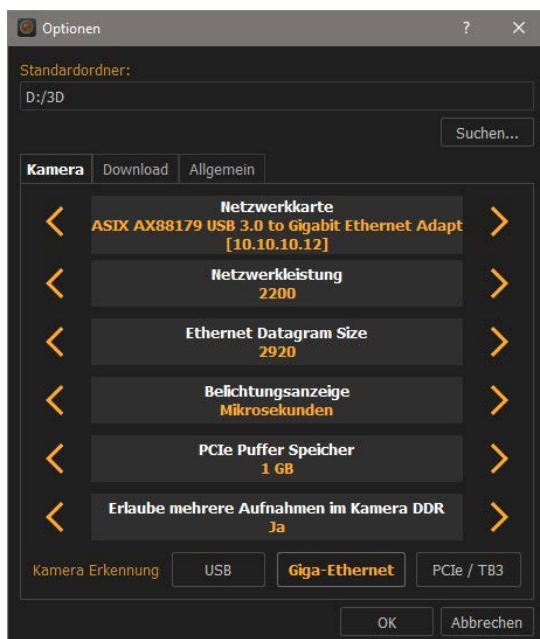 Optionen
Standardordner:
D:/3D
Suchen...
Kamera Download Allgemein
Netzwerkkarte
ASIX AX88179 USB 3.0 to Gigabit Ethernet Adapt
[10.10.10.12]
Netzwerkleistung
2200
Ethernet Datagram Size
2920
Belichtungsanzeige
Mikrosekunden
PCIe Puffer Speicher
1 GB
Erlaube mehrere Aufnahmen im Kamera DDR
Ja
Kamera Erkennung USB Giga-Ethernet PCIe / TB3
OK Abbrechen